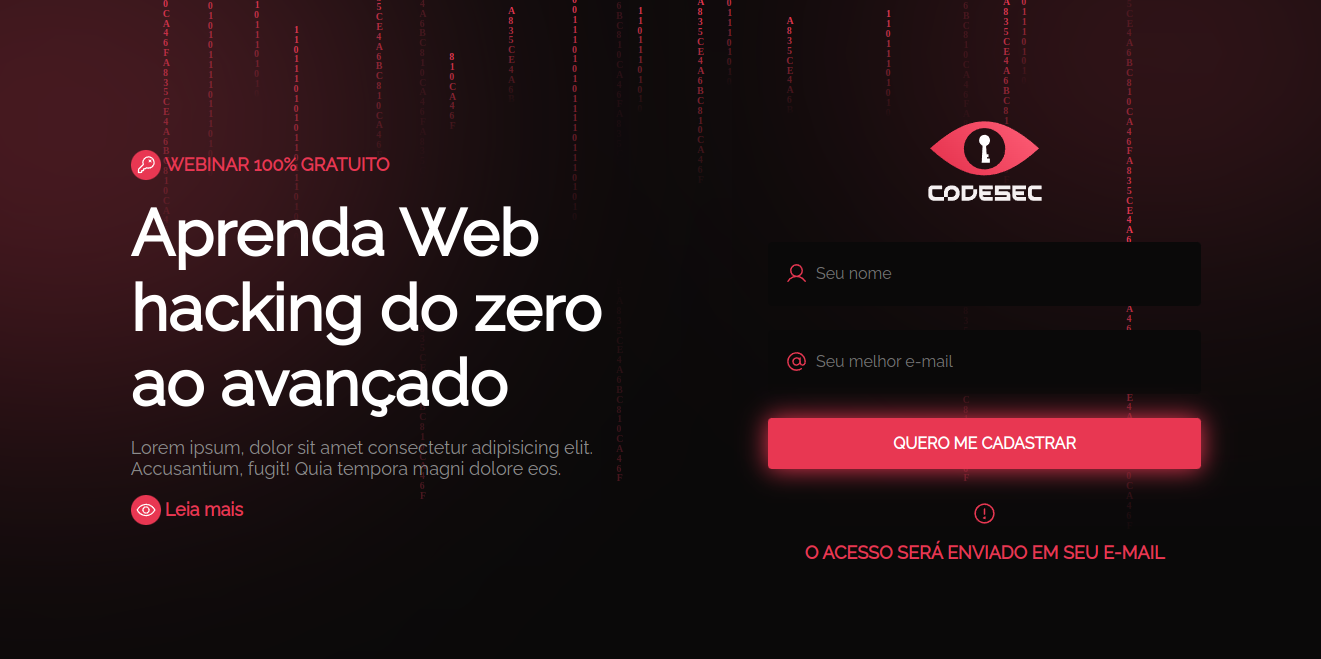 WEBINAR 100% GRATUITO
Aprenda Web
hacking do zero
ao avançado
Lorem ipsum, dolor sit amet consectetur adipisicing elit.
Accusantium, fugit! Quia tempora magni dolore eos.
Leia mais
CODESEC
Seu nome
Seu melhor e-mail
QUERO ME CADASTRAR
O ACESSO SERÁ ENVIADO EM SEU E-MAIL